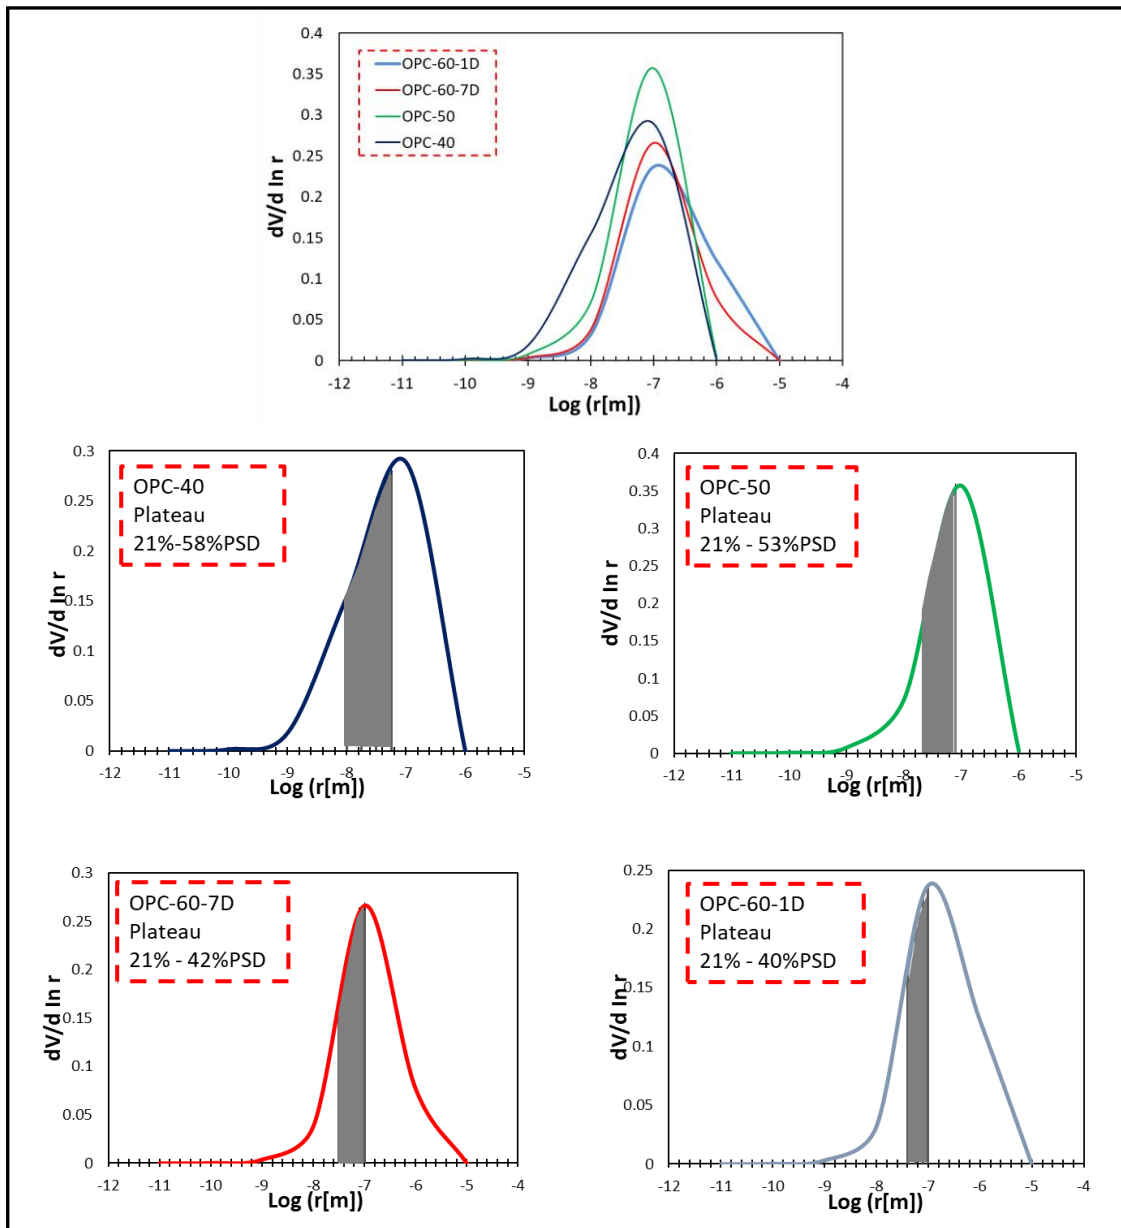 0.4
0.35
0.3
0.25
0.2
0.15
0.1
0.05
0
dV/d ln r
OPC-60-1D
OPC-60-7D
OPC-50
OPC-40
-12 -11 -10 -9 -8 -7 -6 -5 -4
Log (r[m])
0.3
0.25
0.2
0.15
0.1
0.05
0
dV/d ln r
OPC-40
Plateau
21%-58%PSD
-12 -11 -10 -9 -8 -7 -6 -5
Log (r[m])
0.4
0.35
0.3
0.25
0.2
0.15
0.1
0.05
0
dV/d ln r
OPC-50
Plateau
21% - 53%PSD
-12 -11 -10 -9 -8 -7 -6 -5
Log (r[m])
0.3
0.25
0.2
0.15
0.1
0.05
0
dV/d ln r
OPC-60-7D
Plateau
21% - 42%PSD
-12 -11 -10 -9 -8 -7 -6 -5 -4
Log (r[m])
0.25
0.2
0.15
0.1
0.05
0
dV/d ln r
OPC-60-1D
Plateau
21% - 40%PSD
-12 -11 -10 -9 -8 -7 -6 -5 -4
Log (r[m])